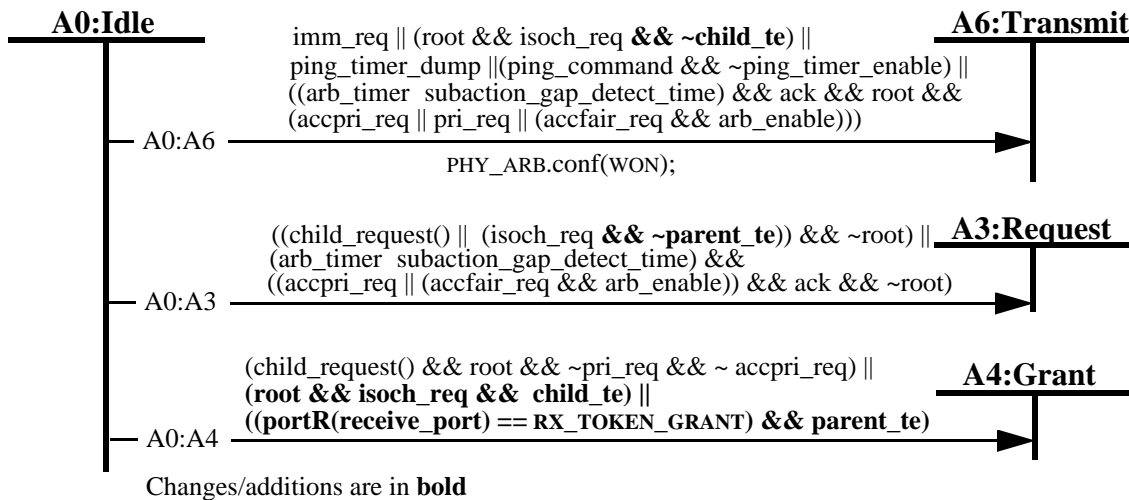 A0:Idle
A6:Transmit
imm_req || (root && isoch_req && ~child_te) ||
ping_timer_dump ||(ping_command && ~ping_timer_enable) ||
((arb_timer subaction_gap_detect_time) && ack && root &&
(accpri_req || pri_req || (accfair_req && arb_enable)))
A0:A6
PHY_ARB.conf(WON);
((child_request() || (isoch_req && ~parent_te)) && ~root) ||
A3:Request
(arb_timer subaction_gap_detect_time) &&
((accpri_req || (accfair_req && arb_enable)) && ack && ~root)
A0:A3
(child_request() && root && ~pri_req && ~ accpri_req) ||
A4:Grant
(root && isoch_req && child_te) ||
((portR(receive_port) == RX_TOKEN_GRANT) && parent_te)
A0:A4
Changes/additions are in bold